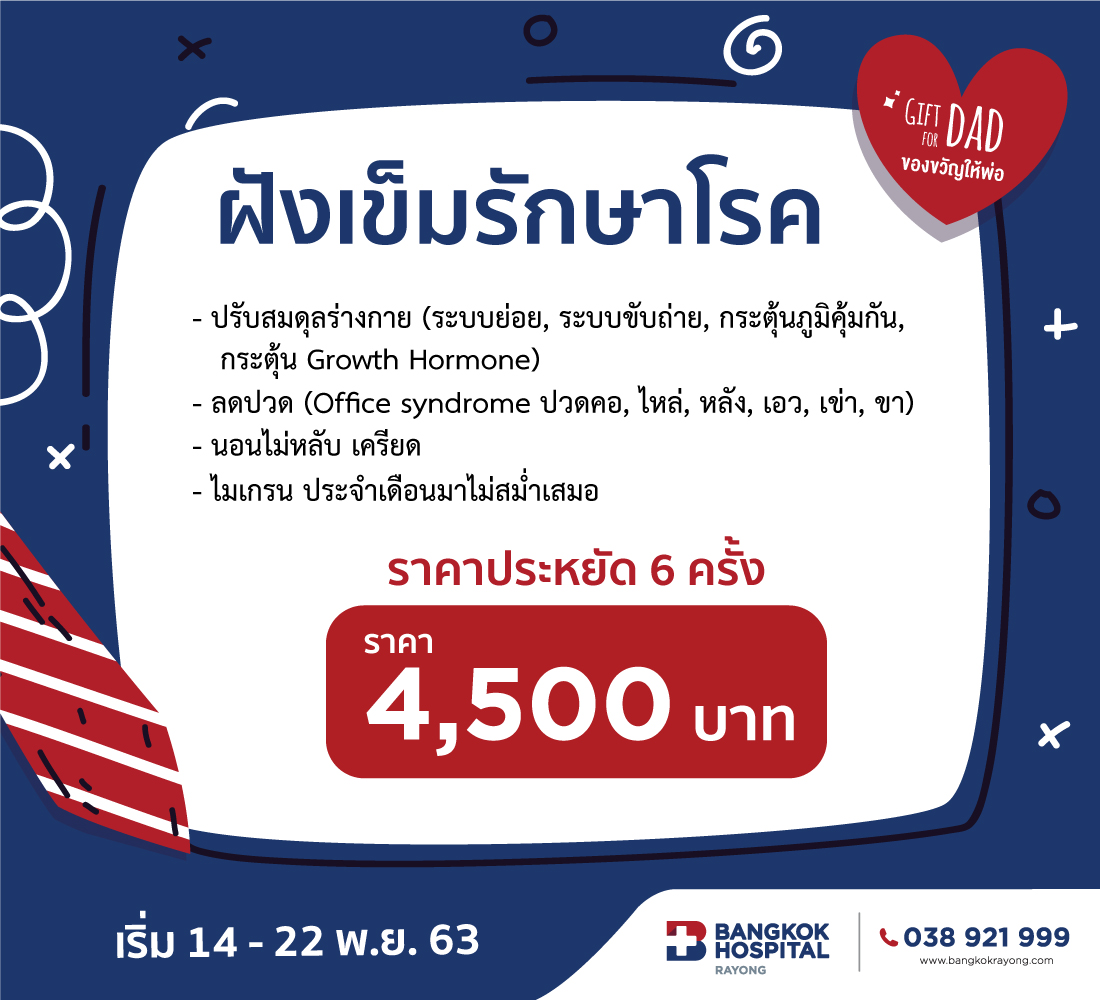 GIFT
FOR DAD
ของขวัญให้พ่อ
ฝังเข็มรักษาโรค
- ปรับสมดุลร่างกาย (ระบบย่อย, ระบบขับถ่าย, กระตุ้นภูมิคุ้มกัน,
กระตุ้น Growth Hormone)
- ลดปวด (Office syndrome ปวดคอ, ไหล่, หลัง, เอว, เข่า, ขา)
- นอนไม่หลับ เครียด
- ไมเกรน ประจำเดือนมาไม่สม่ำเสมอ
ราคาประหยัด 6 ครั้ง
ราคา
4,500 บาท
เริ่ม 14 - 22 พ.ย. 63
BANGKOK
HOSPITAL
RAYONG
038 921 999
www.bangkokrayong.com